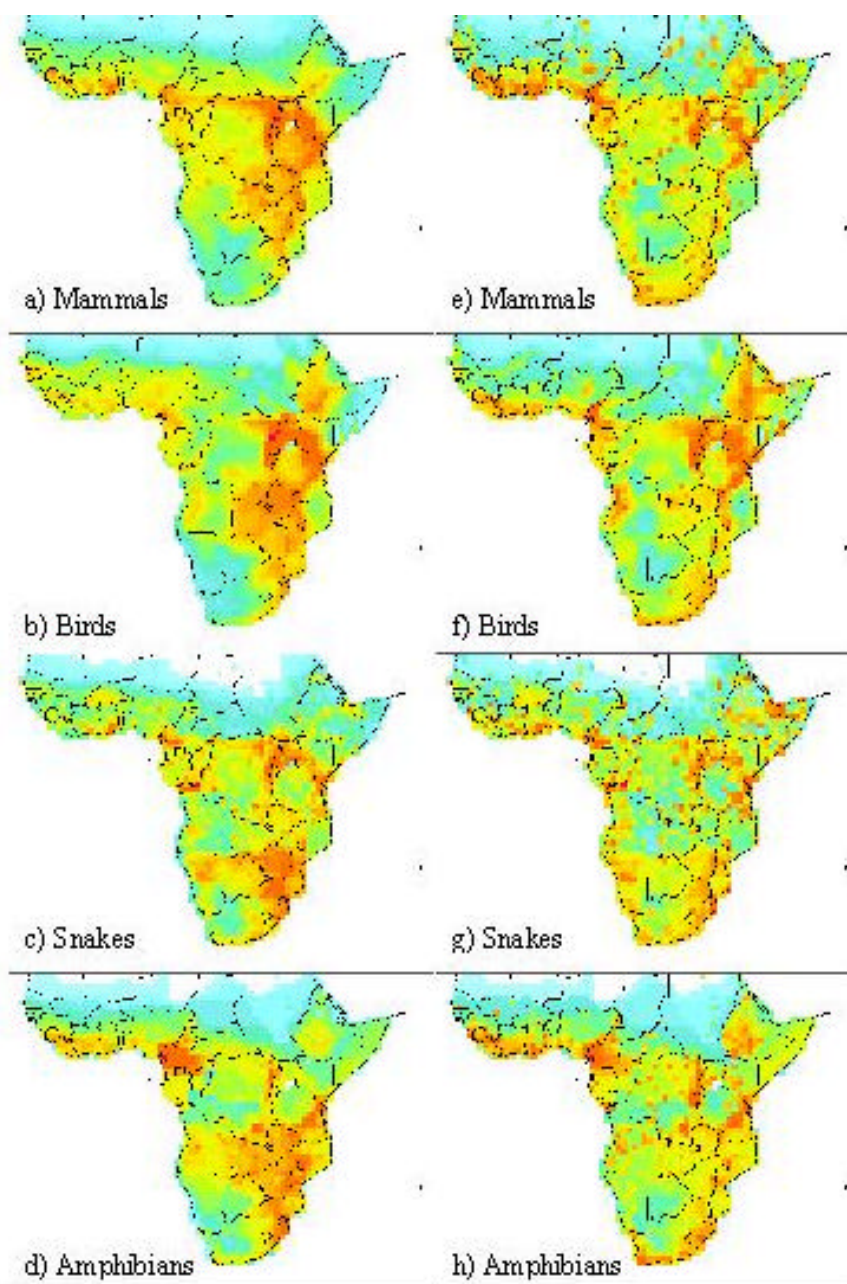 a) Mammals
e) Mammals
b) Birds
f) Birds
c) Snakes
g) Snakes
d) Amphibians
h) Amphibians